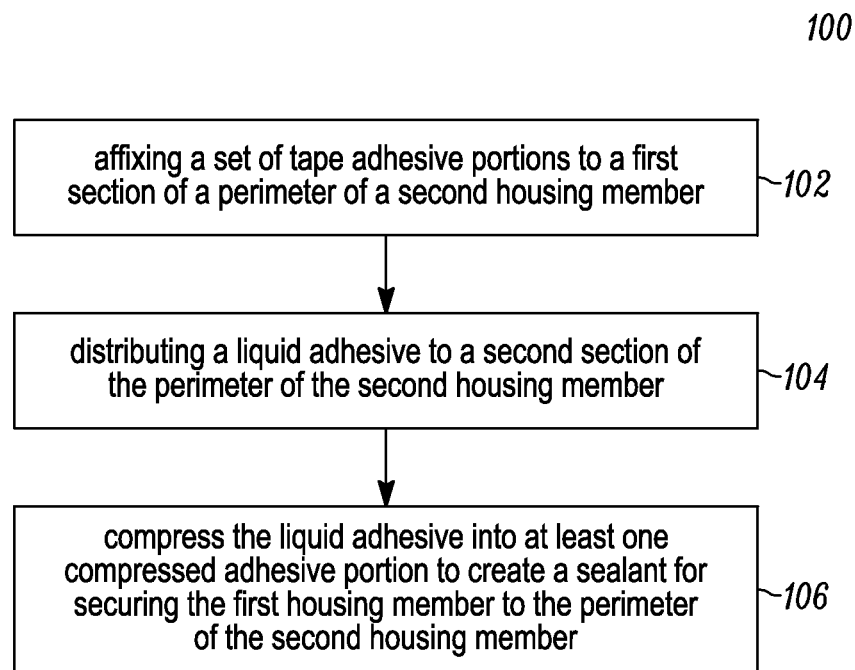 100
affixing a set of tape adhesive portions to a first
section of a perimeter of a second housing member
102
distributing a liquid adhesive to a second section of
the perimeter of the second housing member
104
compress the liquid adhesive into at least one
compressed adhesive portion to create a sealant for
securing the first housing member to the perimeter
of the second housing member
106